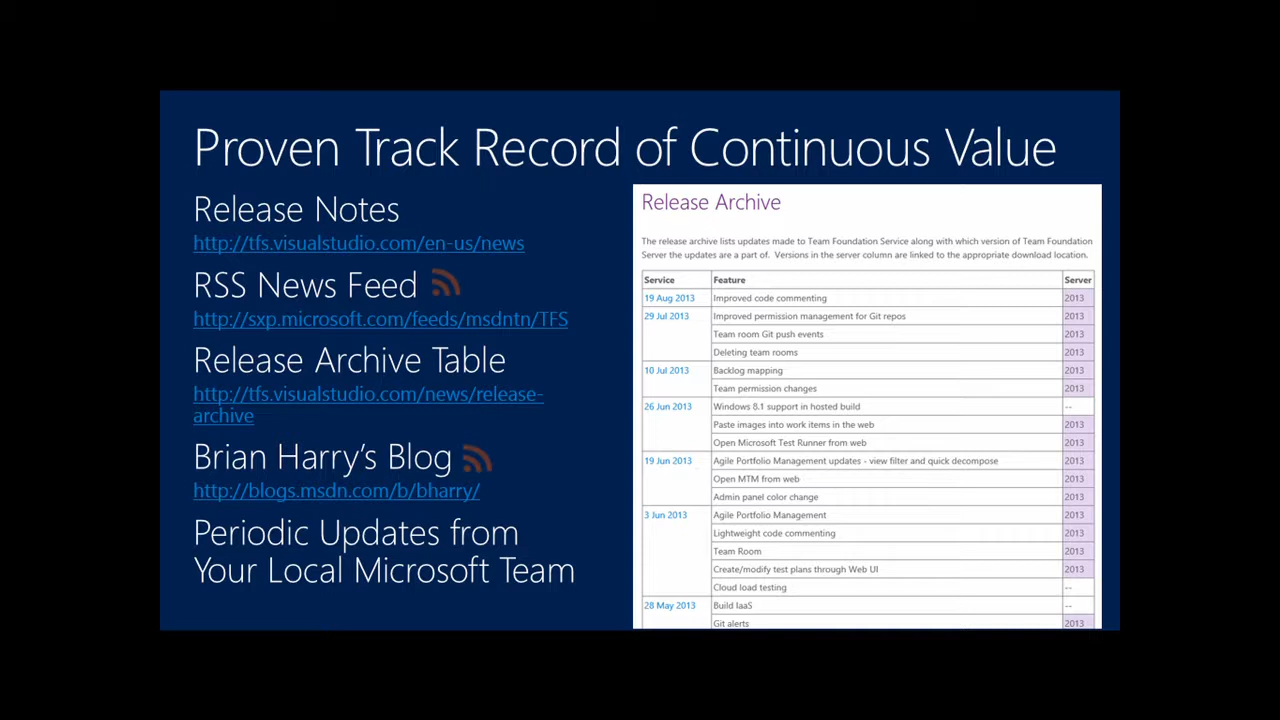 Proven Track Record of Continuous Value
Release Notes
http://tfs.visualstudio.com/en-us/news
RSS News Feed
http://sxp.microsoft.com/feeds/msdntn/TFS
Release Archive Table
http://tfs.visualstudio.com/news/release-
archive
Brian Harry's Blog
http://blogs.msdn.com/b/bharry/
Periodic Updates from
Your Local Microsoft Team
Release Archive
The release archive lists updates made to Team Foundation Service along with which version of Team Foundation
Server the updates are a part of. Versions in the server column are linked to the appropriate download location.
Service Feature Server
19 Aug 2013 Improved code commenting 2013
29 Jul 2013 Improved permission management for Git repos 2013
Team room Git push events 2013
Deleting team rooms 2013
10 Jul 2013 Backlog mapping 2013
Team permission changes 2013
26 Jun 2013 Windows 8.1 support in hosted build --
Paste images into work items in the web 2013
Open Microsoft Test Runner from web 2013
19 Jun 2013 Agile Portfolio Management updates - view filter and quick decompose 2013
Open MTM from web 2013
Admin panel color change 2013
3 Jun 2013 Agile Portfolio Management 2013
Lightweight code commenting 2013
Team Room 2013
Create/modify test plans through Web UI 2013
Cloud load testing --
28 May 2013 Build IaaS --
Git alerts 2013